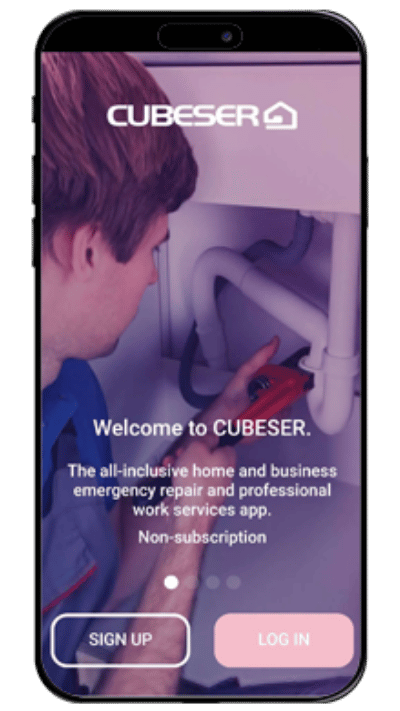 CUBESER
Welcome to CUBESER.
The all-inclusive home and business
emergency repair and professional
work services app.
Non-subscription
SIGN UP
LOG IN